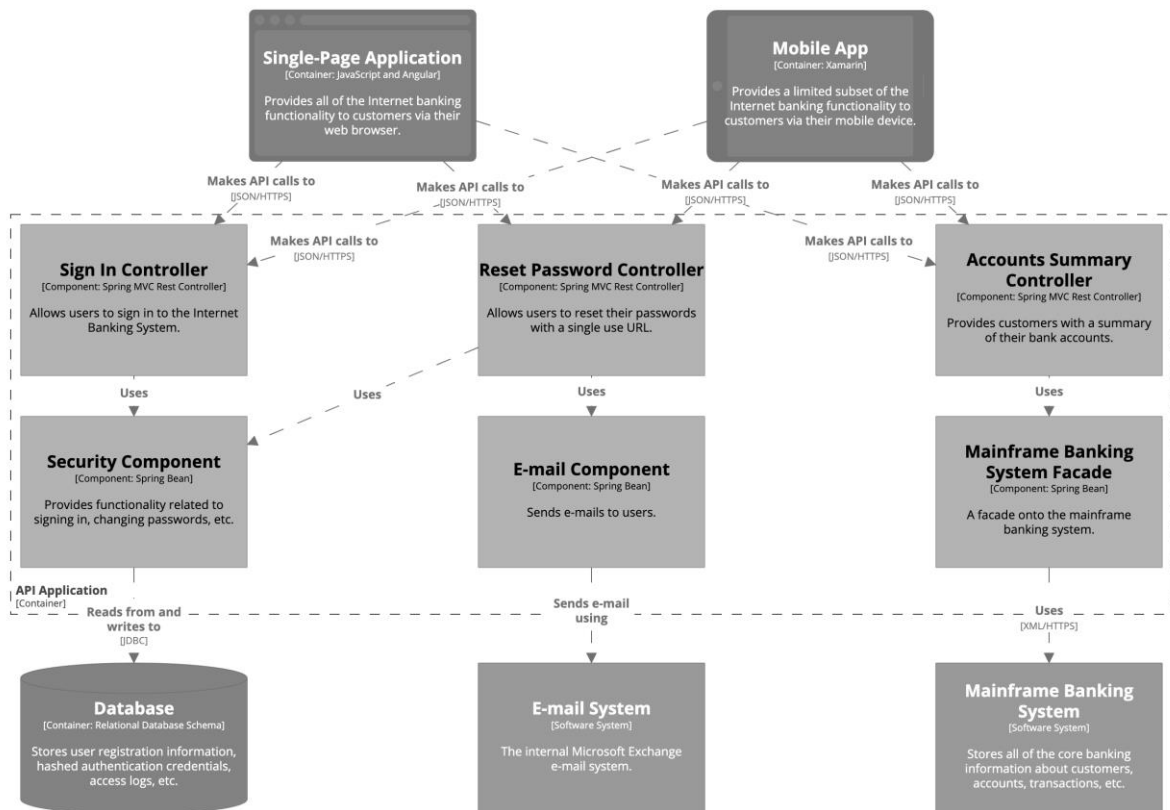 Single-Page Application
[Container: JavaScript and Angular]
Provides all of the Internet banking
functionality to customers via their
web browser.
Mobile App
[Container: Xamarin]
Provides a limited subset of the
Internet banking functionality to
customers via their mobile device.
Makes API calls to
[JSON/HTTPS]
Makes API calls to
[JSON/HTTPS]
Makes API calls to
[JSON/HTTPS]
Makes API calls to
[JSON/HTTPS]
Makes API calls to
[JSON/HTTPS]
Makes API calls to
[JSON/HTTPS]
Sign In Controller
[Component: Spring MVC Rest Controller]
Allows users to sign in to the Internet
Banking System.
Reset Password Controller
[Component: Spring MVC Rest Controller]
Allows users to reset their passwords
with a single use URL.
Accounts Summary
Controller
[Component: Spring MVC Rest Controller]
Provides customers with a summary
of their bank accounts.
Uses
Uses
Uses
Uses
Security Component
[Component: Spring Bean]
Provides functionality related to
signing in, changing passwords, etc.
E-mail Component
[Component: Spring Bean]
Sends e-mails to users.
Mainframe Banking
System Facade
[Component: Spring Bean]
A facade onto the mainframe
banking system.
API Application
[Container]
Reads from and
writes to
[JDBC]
Sends e-mail
using
Uses
[XML/HTTPS]
Database
[Container: Relational Database Schema]
Stores user registration information,
hashed authentication credentials,
access logs, etc.
E-mail System
[Software System]
The internal Microsoft Exchange
e-mail system.
Mainframe Banking
System
[Software System]
Stores all of the core banking
information about customers,
accounts, transactions, etc.